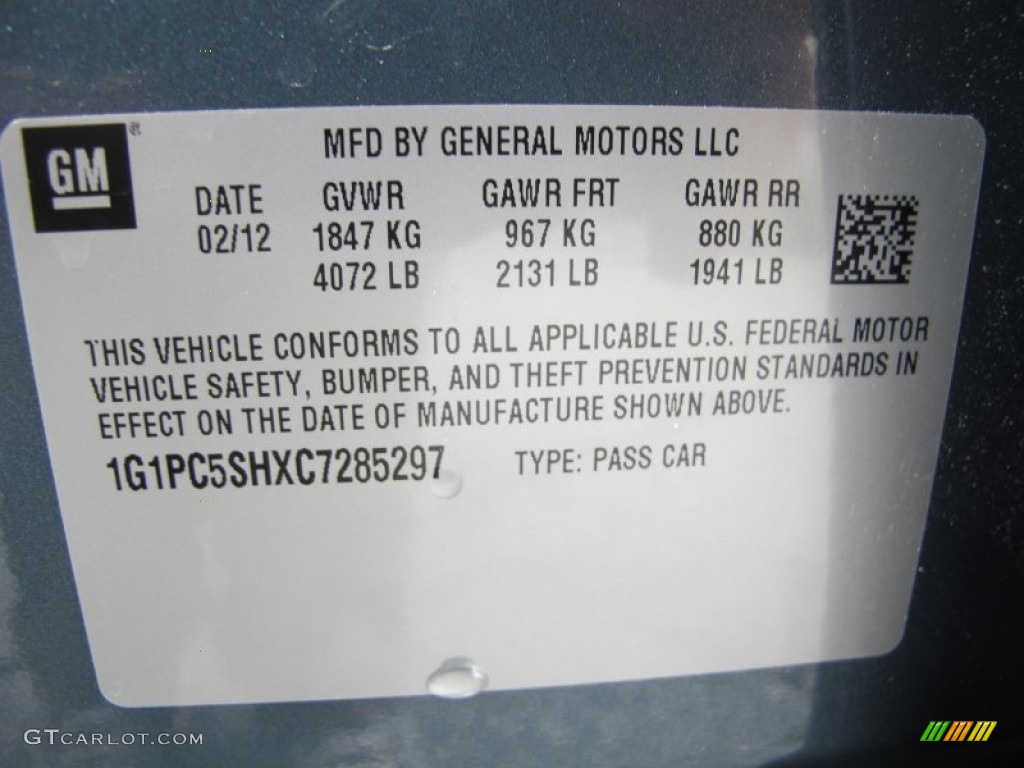 GM ®
MFD BY GENERAL MOTORS LLC
DATE GVWR GAWR FRT GAWR RR
02/12 1847 KG 967 KG 880 KG
4072 LB 2131 LB 1941 LB
THIS VEHICLE CONFORMS TO ALL APPLICABLE U.S. FEDERAL MOTOR
VEHICLE SAFETY, BUMPER, AND THEFT PREVENTION STANDARDS IN
EFFECT ON THE DATE OF MANUFACTURE SHOWN ABOVE.
1G1PC5SHXC7285297 TYPE: PASS CAR
GTCARLOT.COM